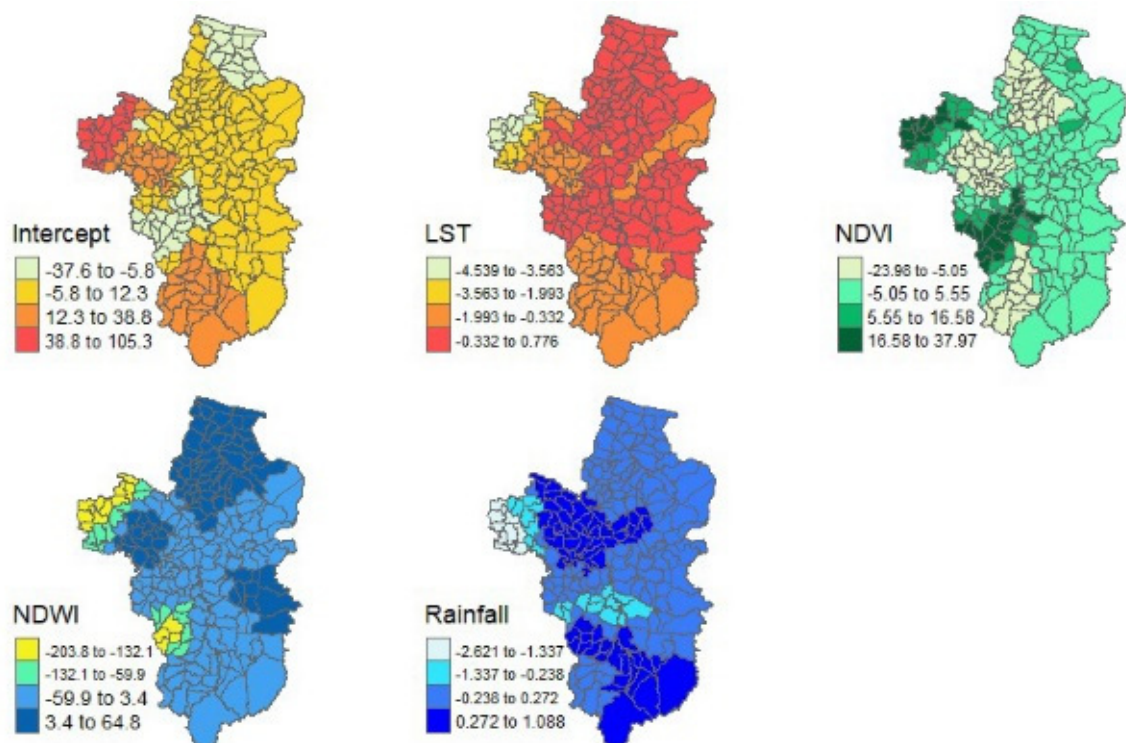 Intercept
-37.6 to -5.8
-5.8 to 12.3
12.3 to 38.8
38.8 to 105.3
LST
-4.539 to -3.563
-3.563 to -1.993
-1.993 to -0.332
-0.332 to 0.776
NDVI
-23.98 to -5.05
-5.05 to 5.55
5.55 to 16.58
16.58 to 37.97
NDWI
-203.8 to -132.1
-132.1 to -59.9
-59.9 to 3.4
3.4 to 64.8
Rainfall
-2.621 to -1.337
-1.337 to -0.238
-0.238 to 0.272
0.272 to 1.088